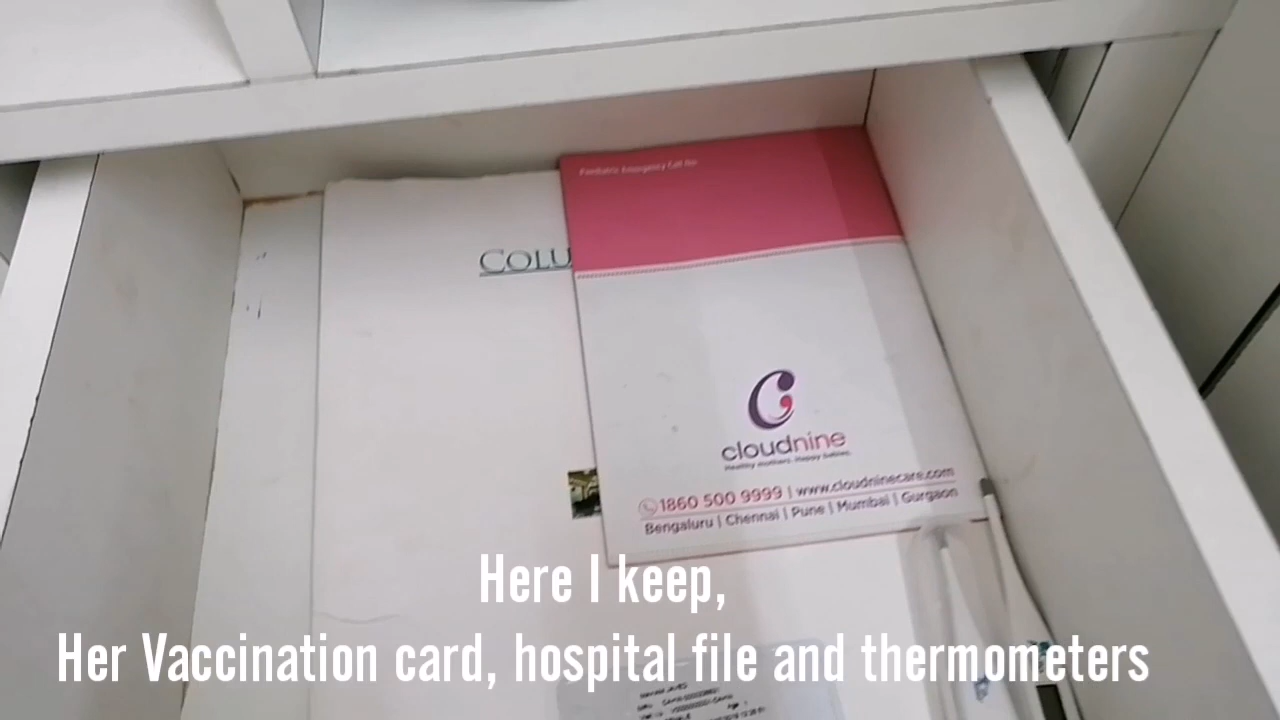 Paediatric Emergency Call No:
COLU
cloudnine
Healthy mothers. Happy babies.
1860 500 9999 | www.cloudninecare.com
Bengaluru | Chennai | Pune | Mumbai | Gurgaon
Here I keep,
Her Vaccination card, hospital file and thermometers